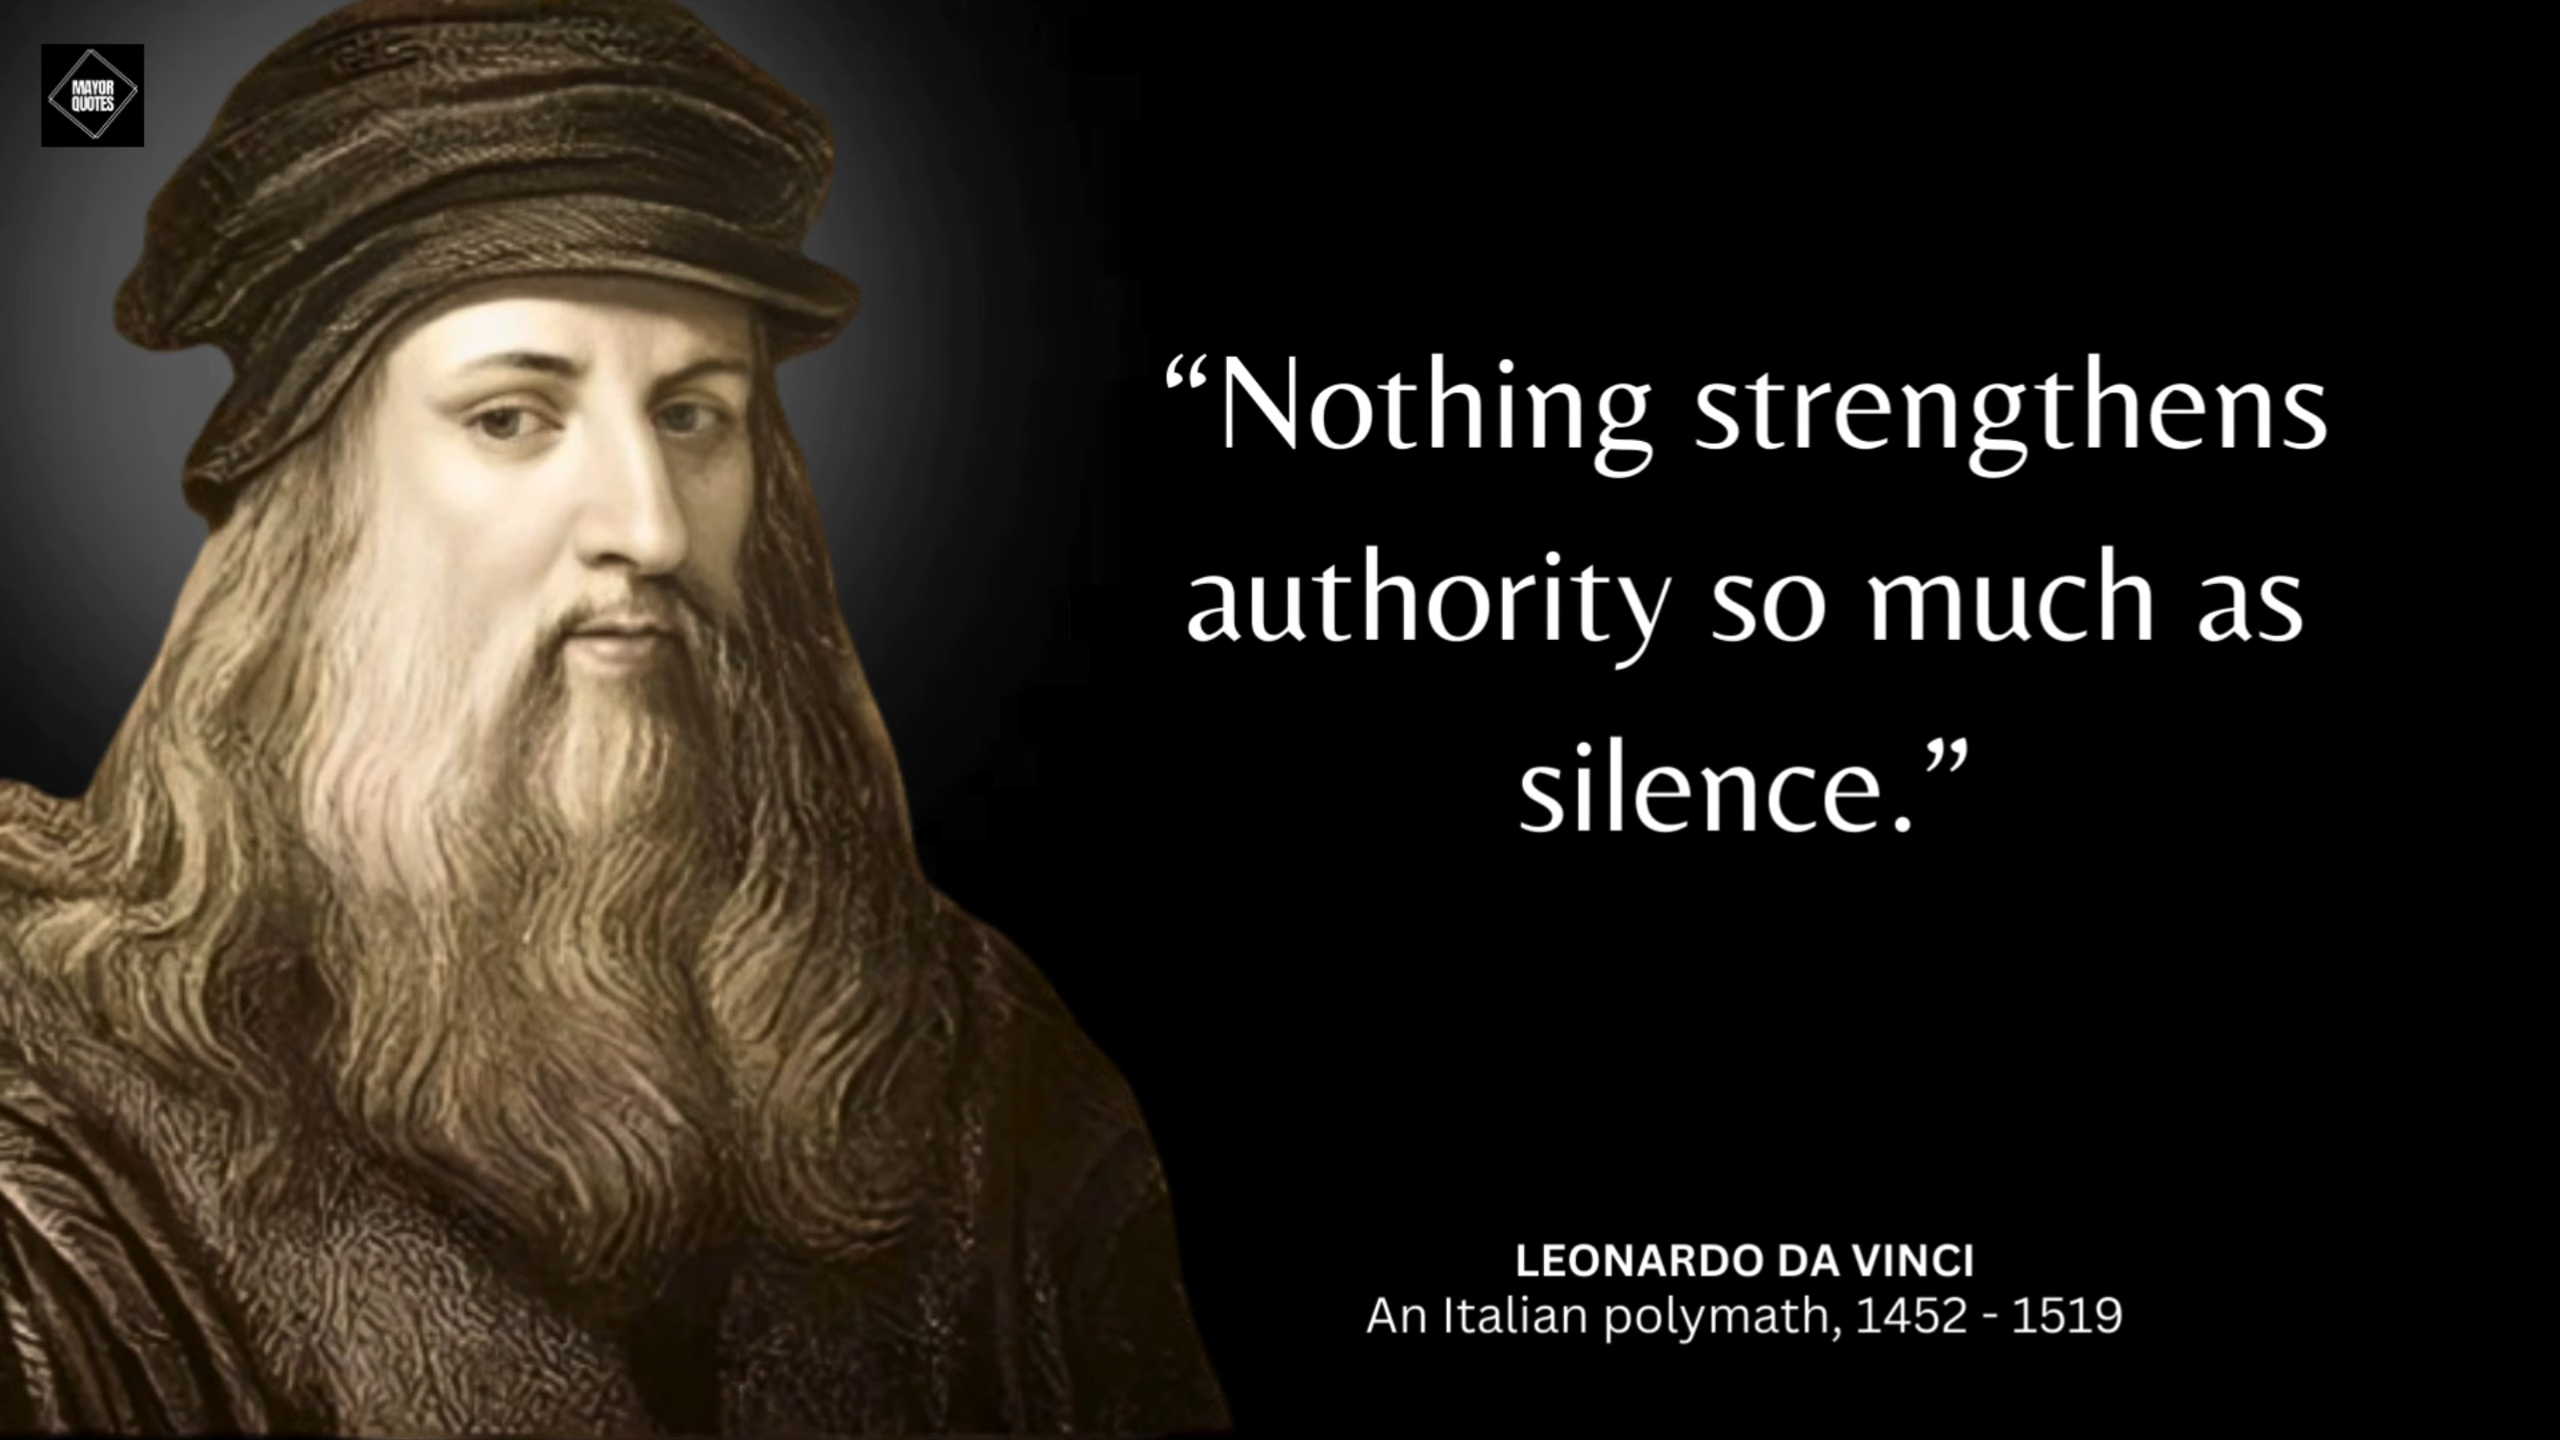 MAYOR
QUOTES
“Nothing strengthens
authority so much as
silence.”
LEONARDO DA VINCI
An Italian polymath, 1452 - 1519